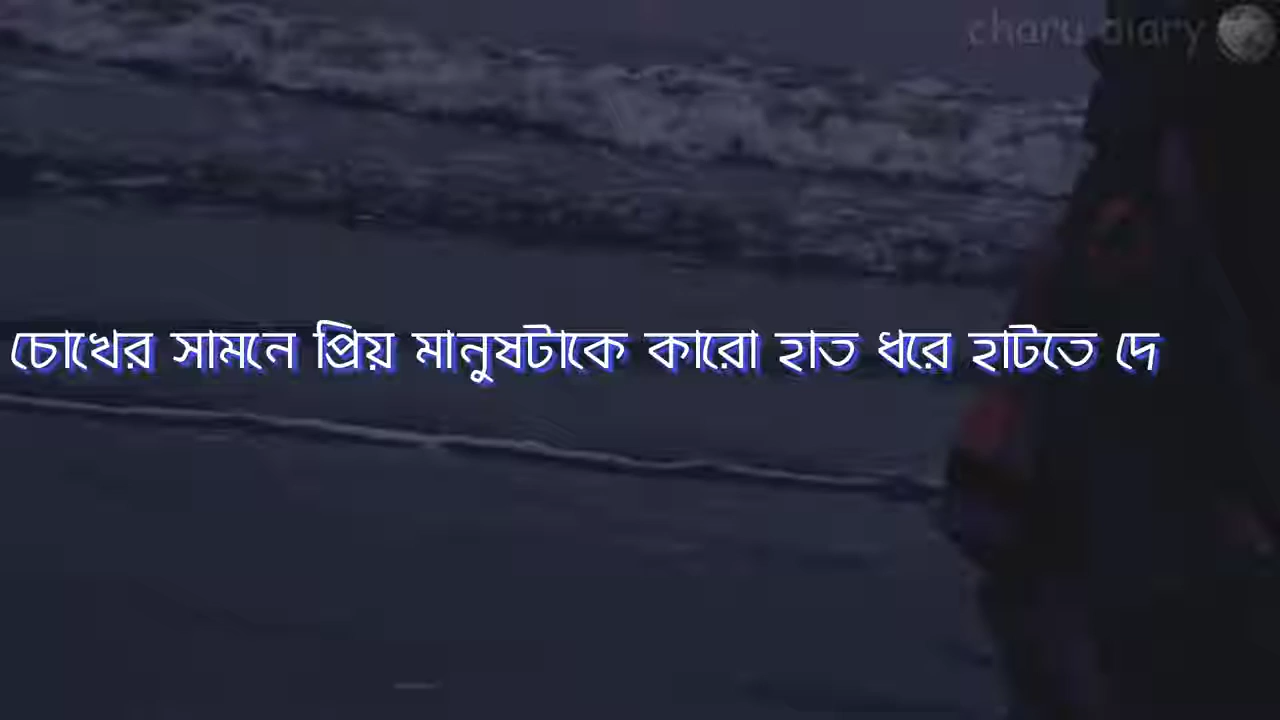 charu diary
চোখের সামনে প্রিয় মানুষটাকে কারো হাত ধরে হাটতে দে